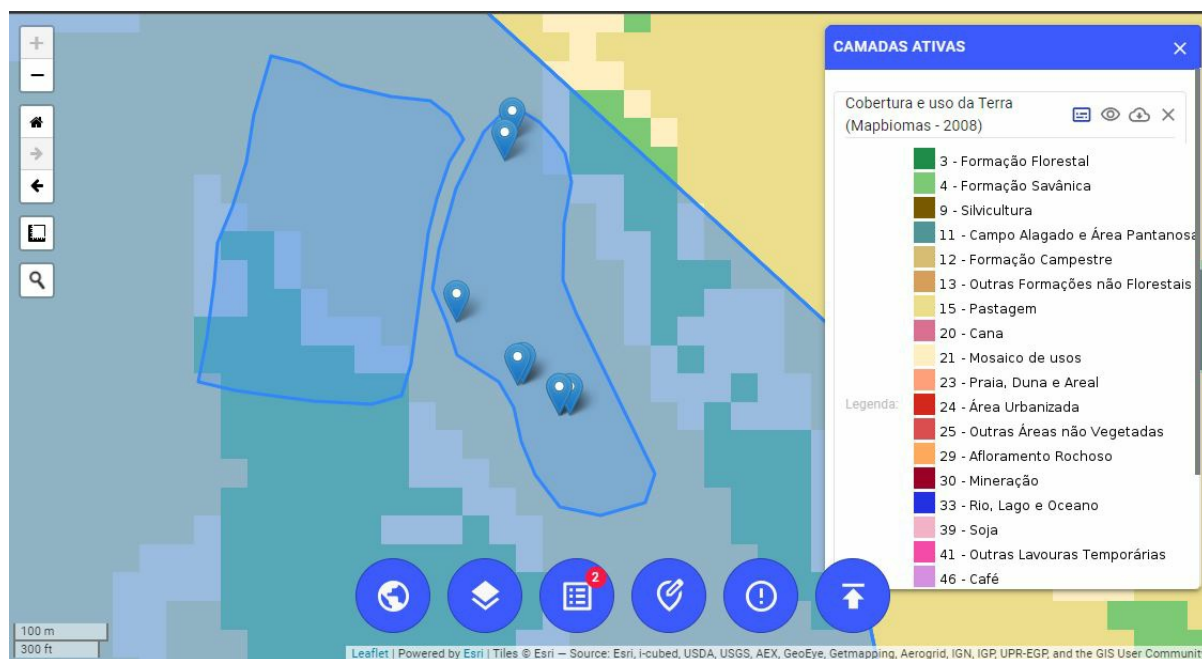 CAMADAS ATIVAS
Cobertura e uso da Terra
(Mapbiomas - 2008)
Legenda:
3 - Formação Florestal
4 - Formação Savânica
9 - Silvicultura
11 - Campo Alagado e Área Pantanosa
12 - Formação Campestre
13 - Outras Formações não Florestais
15 - Pastagem
20 - Cana
21 - Mosaico de usos
23 - Praia, Duna e Areal
24 - Área Urbanizada
25 - Outras Áreas não Vegetadas
29 - Afloramento Rochoso
30 - Mineração
33 - Rio, Lago e Oceano
39 - Soja
41 - Outras Lavouras Temporárias
46 - Café
2
100 m
300 ft
Leaflet | Powered by Esri | Tiles © Esri — Source: Esri, i-cubed, USDA, USGS, AEX, GeoEye, Getmapping, Aerogrid, IGN, IGP, UPR-EGP, and the GIS User Communit